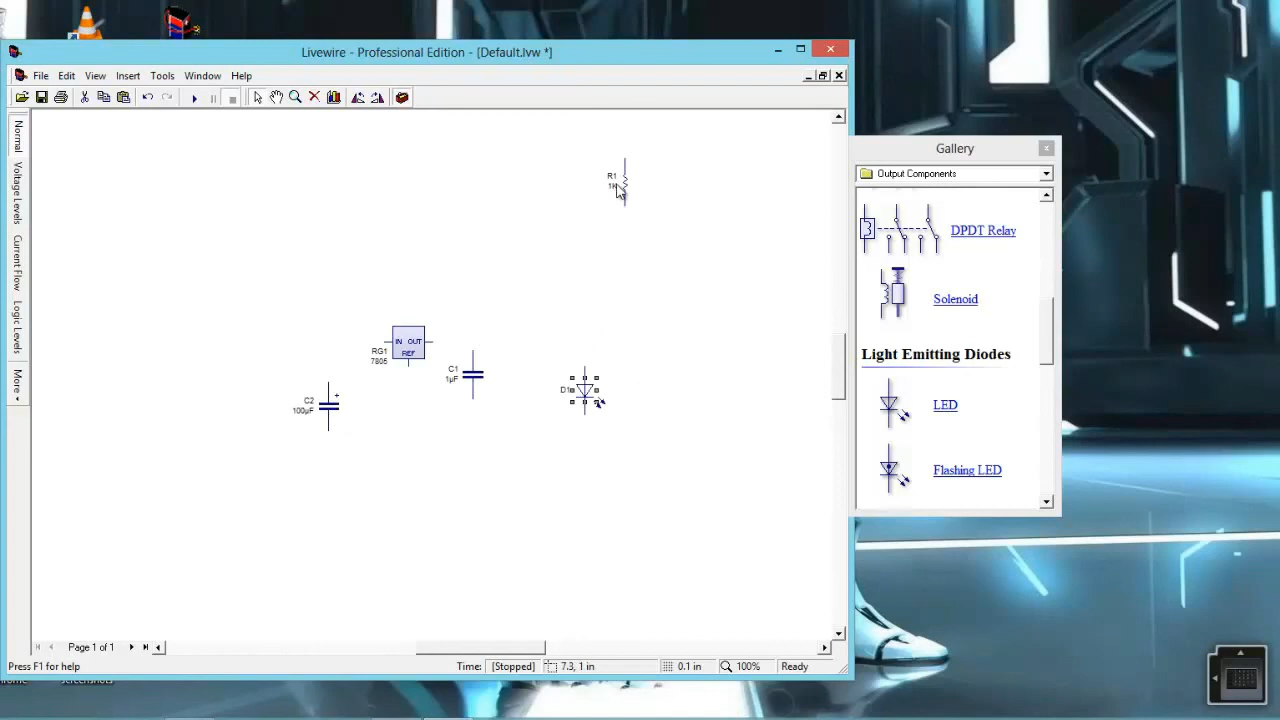 Livewire - Professional Edition - [Default.lvw *]
File Edit View Insert Tools Window Help
Normal
Voltage Levels
Current Flow
Logic Levels
More
R1
1K
IN OUT
REF
RG1
7805
C1
1µF
C2
100µF
D1
Gallery
Output Components
DPDT Relay
Solenoid
Light Emitting Diodes
LED
Flashing LED
Page 1 of 1
Press F1 for help
Time: [Stopped]
7.3, 1 in
0.1 in
100%
Ready